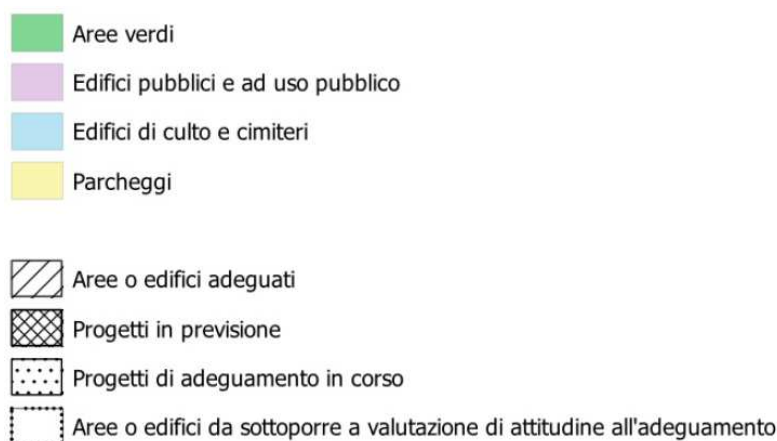 Aree verdi
Edifici pubblici e ad uso pubblico
Edifici di culto e cimiteri
Parcheggi
Aree o edifici adeguati
Progetti in previsione
Progetti di adeguamento in corso
Aree o edifici da sottoporre a valutazione di attitudine all'adeguamento